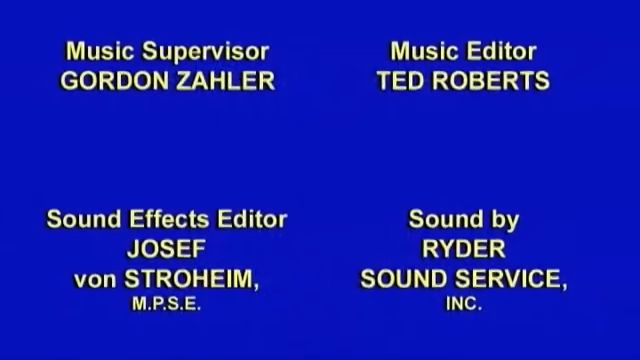 Music Supervisor
GORDON ZAHLER
Music Editor
TED ROBERTS
Sound Effects Editor
JOSEF
von STROHEIM,
M.P.S.E.
Sound by
RYDER
SOUND SERVICE,
INC.